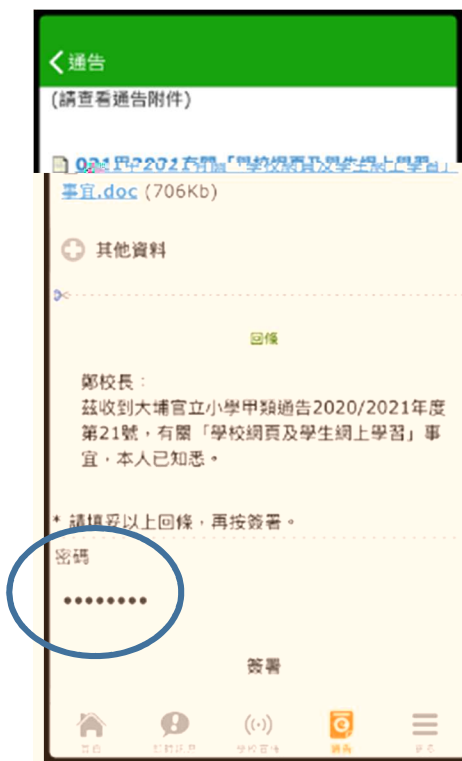 通告
(請查看通告附件)
事宜.doc (706Kb)
其他資料
回條
鄭校長：
茲收到大埔官立小學甲類通告2020/2021年度
第21號，有關「學校網頁及學生網上學習」事
宜，本人已知悉。
* 請填妥以上回條，再按簽署。
密碼
••••••••
簽署
首頁
通告
更多